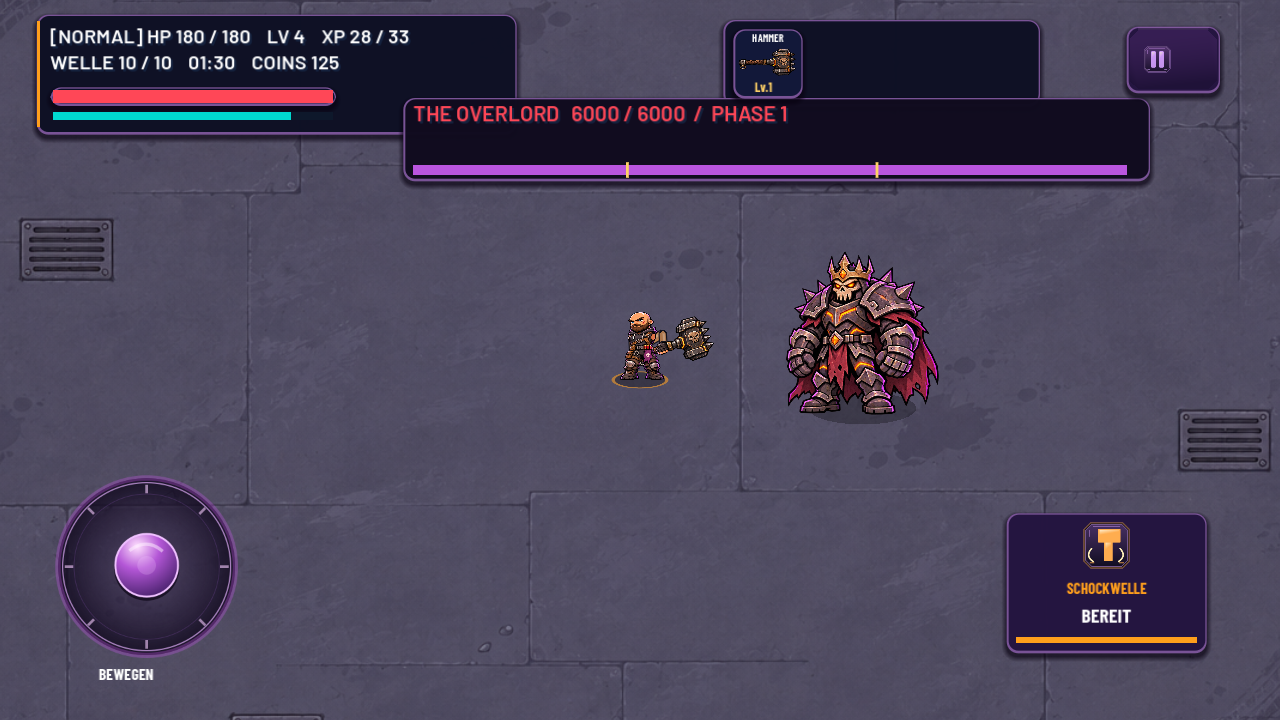 [NORMAL] HP 180 / 180 LV 4 XP 28 / 33
WELLE 10 / 10 01:30 COINS 125
HAMMER
Lv.1
THE OVERLORD 6000 / 6000 / PHASE 1
SCHOCKWELLE
BEREIT
BEWEGEN